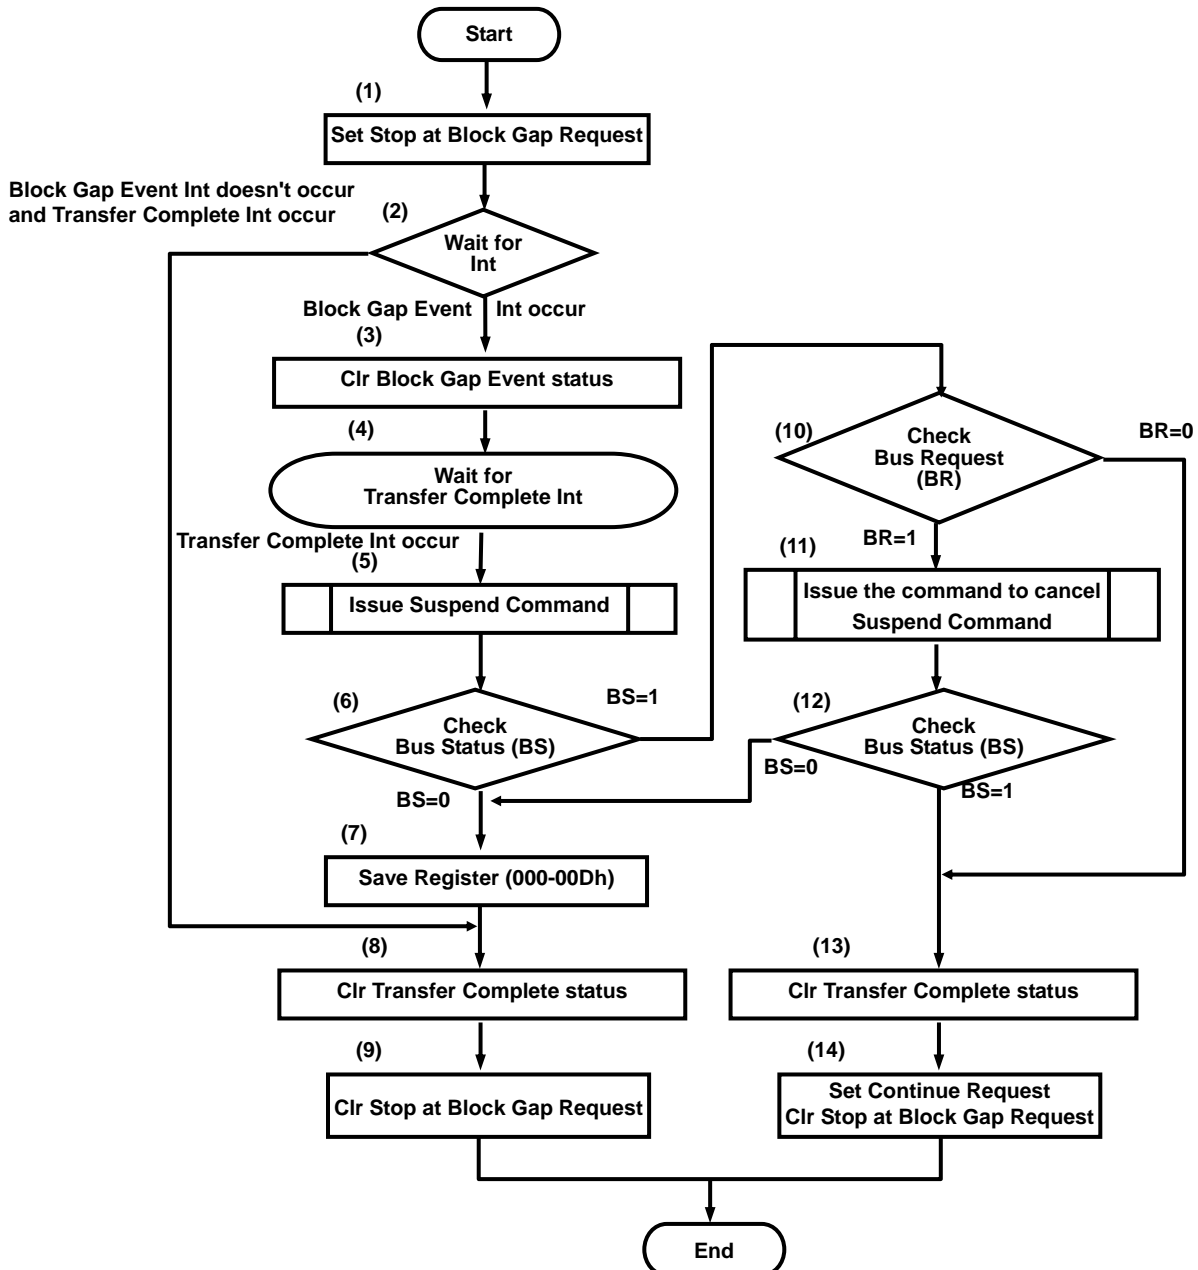 Start
(1)
Set Stop at Block Gap Request
Block Gap Event Int doesn't occur
and Transfer Complete Int occur
(2)
Wait for
Int
Block Gap Event Int occur
(3)
Clr Block Gap Event status
(4)
Wait for
Transfer Complete Int
Transfer Complete Int occur
(5)
Issue Suspend Command
(6)
BS=1
Check
Bus Status (BS)
BS=0
(7)
Save Register (000-00Dh)
(8)
Clr Transfer Complete status
(9)
Clr Stop at Block Gap Request
(10)
Check
Bus Request
(BR)
BR=0
BR=1
(11)
Issue the command to cancel
Suspend Command
(12)
Check
Bus Status (BS)
BS=0
BS=1
(13)
Clr Transfer Complete status
(14)
Set Continue Request
Clr Stop at Block Gap Request
End